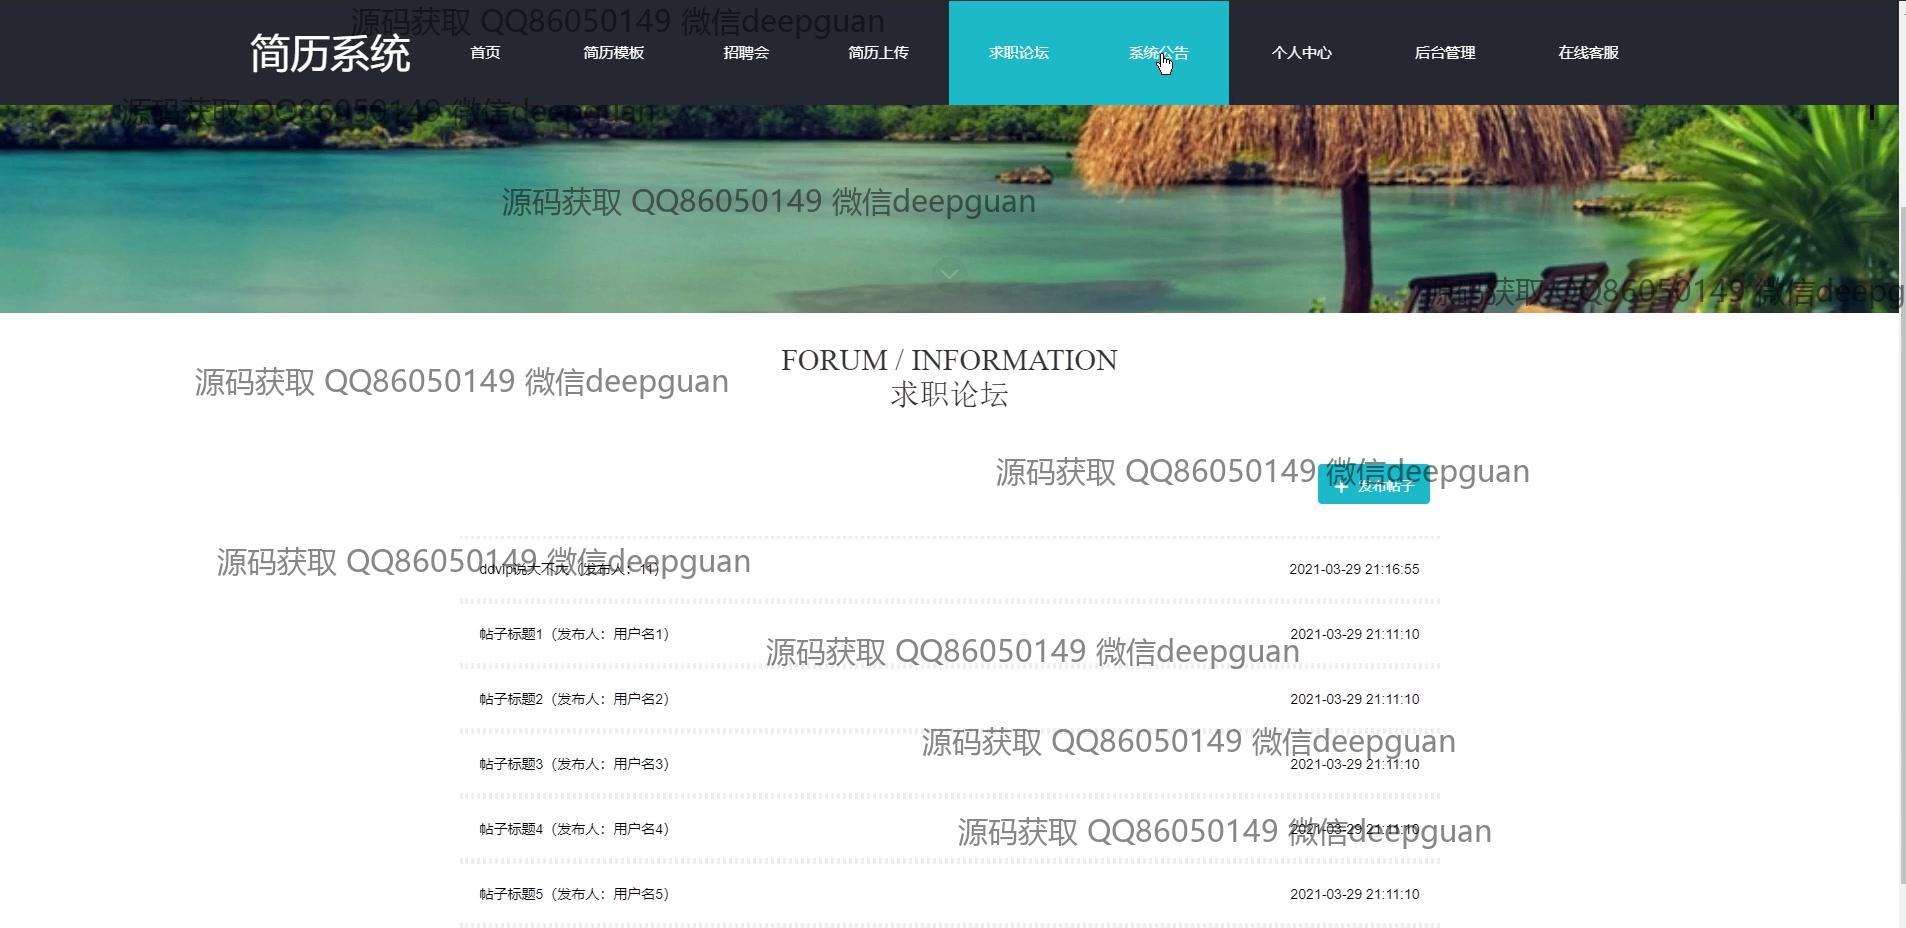 源码获取 QQ86050149 微信deepguan
简历系统
首页
简历模板
招聘会
简历上传
求职论坛
系统公告
个人中心
后台管理
在线客服
源码获取 QQ86050149 微信deepguan
源码获取 QQ86050149 微信deepguan
源码获取 QQ86050149 微信deepg
FORUM / INFORMATION
源码获取 QQ86050149 微信deepguan
求职论坛
源码获取 QQ86050149 微信deepguan
发布帖子
源码获取 QQ86050149 微信deepguan
（发布人：11） 2021-03-29 21:16:55
帖子标题1（发布人：用户名1） 2021-03-29 21:11:10
源码获取 QQ86050149 微信deepguan
帖子标题2（发布人：用户名2） 2021-03-29 21:11:10
源码获取 QQ86050149 微信deepguan
帖子标题3（发布人：用户名3） 2021-03-29 21:11:10
帖子标题4（发布人：用户名4） 2021-03-29 21:11:10
源码获取 QQ86050149 微信deepguan
帖子标题5（发布人：用户名5） 2021-03-29 21:11:10